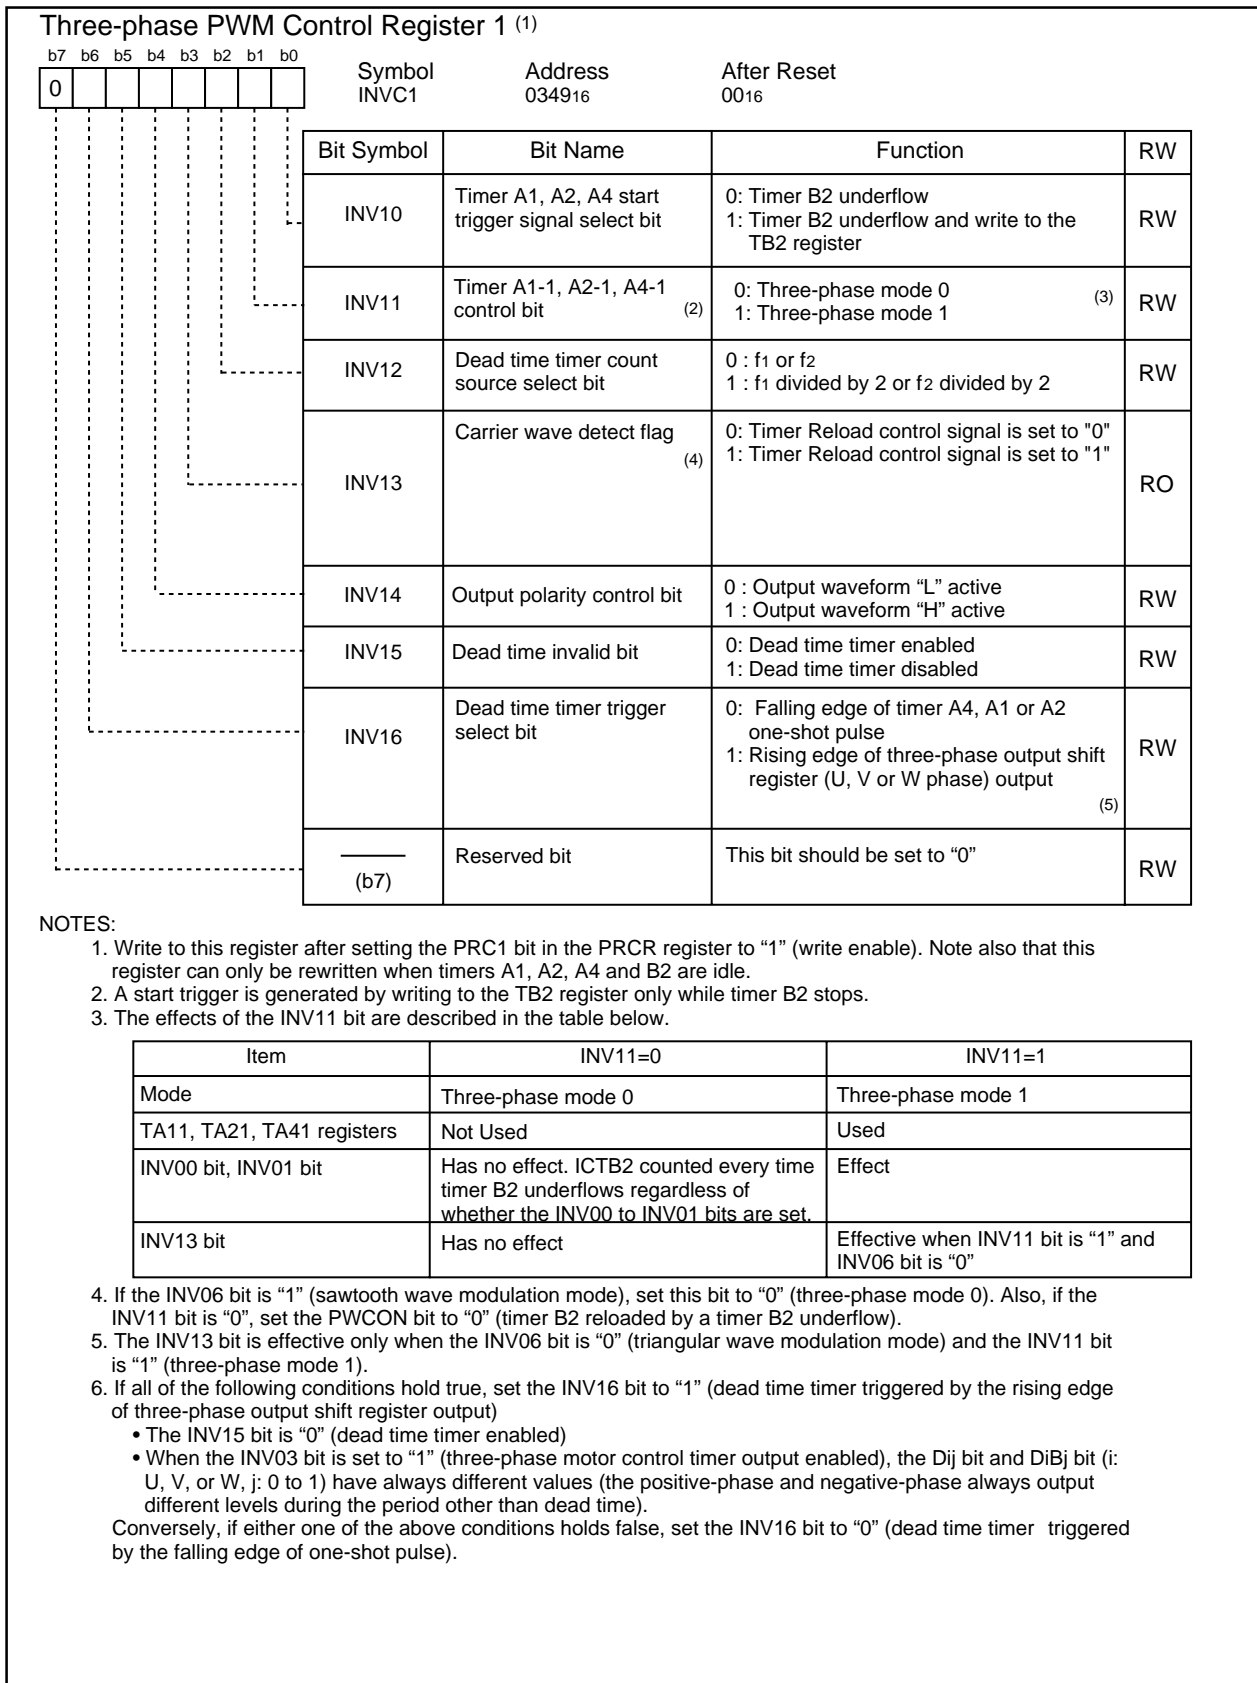 Three-phase PWM Control Register 1 (1)
b7 b6 b5 b4 b3 b2 b1 b0
0
Symbol Address After Reset
INVC1 034916 0016
Bit Symbol Bit Name Function RW
INV10
Timer A1, A2, A4 start
trigger signal select bit
0: Timer B2 underflow
1: Timer B2 underflow and write to the
TB2 register
RW
INV11
Timer A1-1, A2-1, A4-1
control bit (2)
0: Three-phase mode 0 (3)
1: Three-phase mode 1
RW
INV12
Dead time timer count
source select bit
0 : f1 or f2
1 : f1 divided by 2 or f2 divided by 2
RW
INV13
Carrier wave detect flag
(4)
0: Timer Reload control signal is set to "0"
1: Timer Reload control signal is set to "1"
RO
INV14
Output polarity control bit
0 : Output waveform “L” active
1 : Output waveform “H” active
RW
INV15
Dead time invalid bit
0: Dead time timer enabled
1: Dead time timer disabled
RW
INV16
Dead time timer trigger
select bit
0: Falling edge of timer A4, A1 or A2
one-shot pulse
1: Rising edge of three-phase output shift
register (U, V or W phase) output
(5)
RW
(b7)
Reserved bit
This bit should be set to “0”
RW
NOTES:
1. Write to this register after setting the PRC1 bit in the PRCR register to “1” (write enable). Note also that this
register can only be rewritten when timers A1, A2, A4 and B2 are idle.
2. A start trigger is generated by writing to the TB2 register only while timer B2 stops.
3. The effects of the INV11 bit are described in the table below.
Item INV11=0 INV11=1
Mode Three-phase mode 0 Three-phase mode 1
TA11, TA21, TA41 registers Not Used Used
INV00 bit, INV01 bit
Has no effect. ICTB2 counted every time
timer B2 underflows regardless of
whether the INV00 to INV01 bits are set.
Effect
INV13 bit
Has no effect
Effective when INV11 bit is “1” and
INV06 bit is “0”
4. If the INV06 bit is “1” (sawtooth wave modulation mode), set this bit to “0” (three-phase mode 0). Also, if the
INV11 bit is “0”, set the PWCON bit to “0” (timer B2 reloaded by a timer B2 underflow).
5. The INV13 bit is effective only when the INV06 bit is “0” (triangular wave modulation mode) and the INV11 bit
is “1” (three-phase mode 1).
6. If all of the following conditions hold true, set the INV16 bit to “1” (dead time timer triggered by the rising edge
of three-phase output shift register output)
• The INV15 bit is “0” (dead time timer enabled)
• When the INV03 bit is set to “1” (three-phase motor control timer output enabled), the Dij bit and DiBj bit (i:
U, V, or W, j: 0 to 1) have always different values (the positive-phase and negative-phase always output
different levels during the period other than dead time).
Conversely, if either one of the above conditions holds false, set the INV16 bit to “0” (dead time timer triggered
by the falling edge of one-shot pulse).